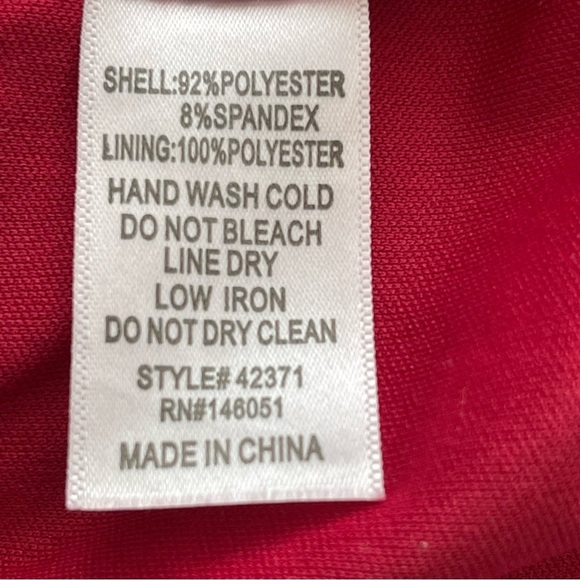 SHELL:92%POLYESTER
8%SPANDEX
LINING:100%POLYESTER
HAND WASH COLD
DO NOT BLEACH
LINE DRY
LOW IRON
DO NOT DRY CLEAN
STYLE# 42371
RN#146051
MADE IN CHINA